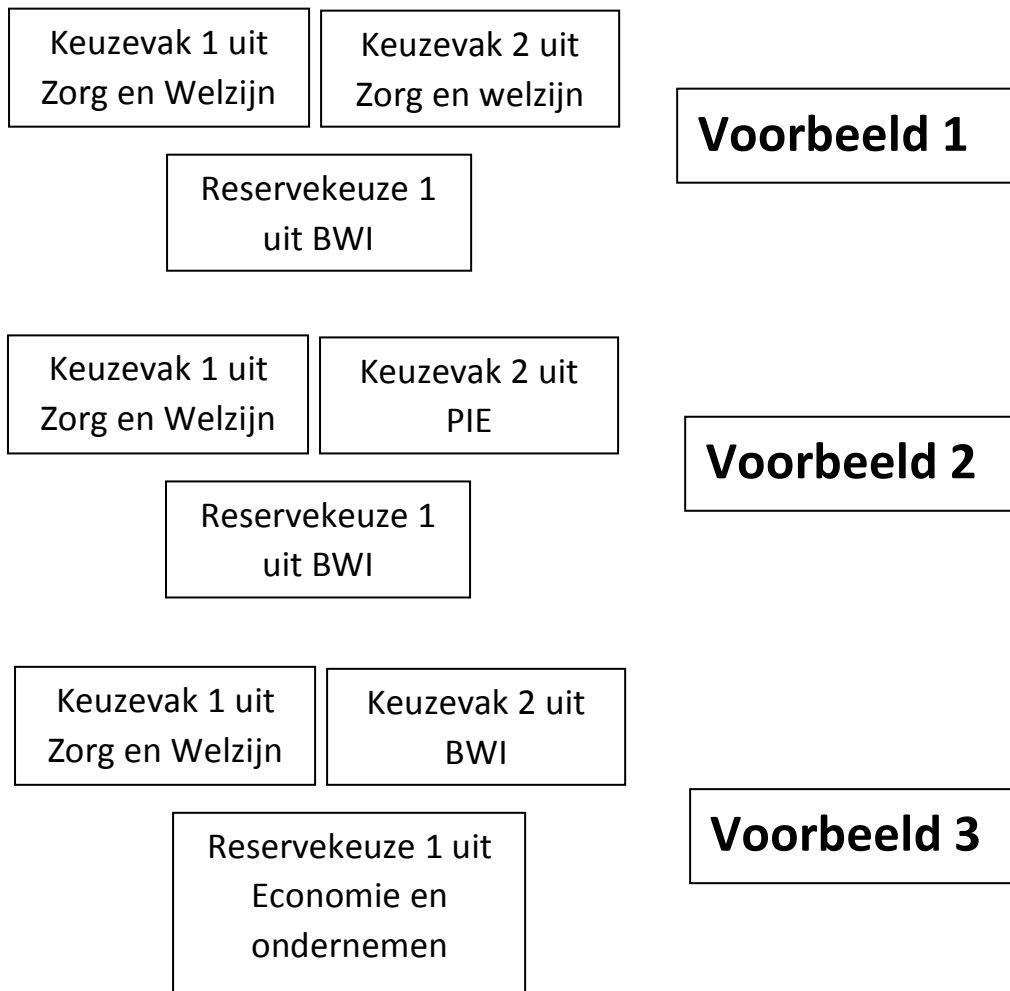 Keuzevak 1 uit
Zorg en Welzijn
Keuzevak 2 uit
Zorg en welzijn
Reservekeuze 1
uit BWI
Voorbeeld 1
Keuzevak 1 uit
Zorg en Welzijn
Keuzevak 2 uit
PIE
Reservekeuze 1
uit BWI
Voorbeeld 2
Keuzevak 1 uit
Zorg en Welzijn
Keuzevak 2 uit
BWI
Reservekeuze 1 uit
Economie en
ondernemen
Voorbeeld 3